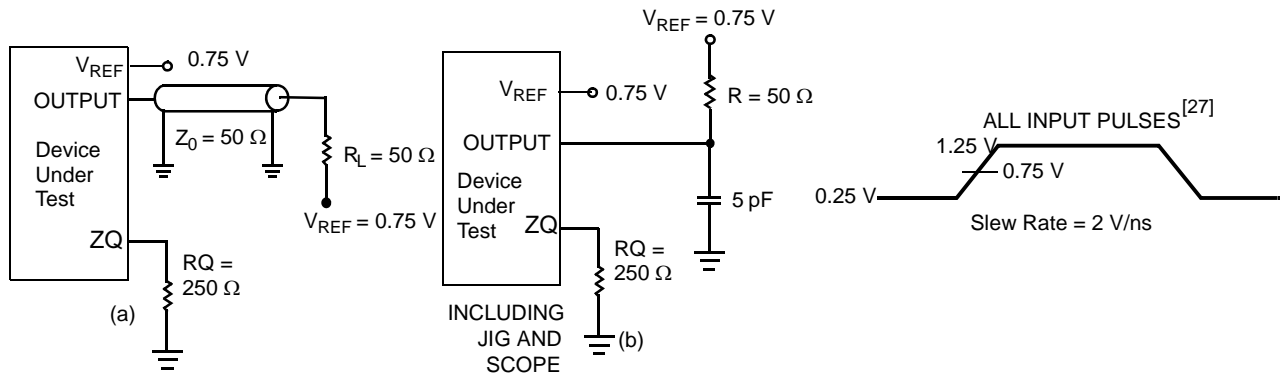 V_REF
0.75 V
OUTPUT
Z_0 = 50 Ω
Device
Under
Test
R_L = 50 Ω
V_REF = 0.75 V
ZQ
RQ =
250 Ω
(a)
V_REF = 0.75 V
R = 50 Ω
V_REF
0.75 V
OUTPUT
Device
Under
Test
5 pF
ZQ
RQ =
250 Ω
INCLUDING
JIG AND
SCOPE
(b)
ALL INPUT PULSES[27]
1.25 V
0.75 V
0.25 V
Slew Rate = 2 V/ns